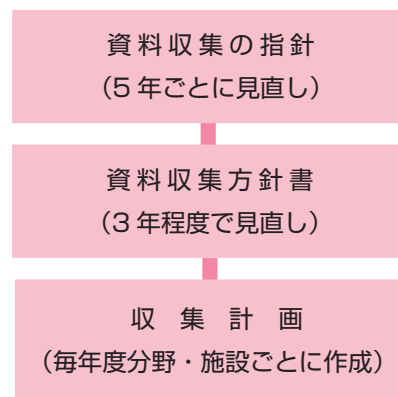 資料収集の指針
（5年ごとに見直し）
資料収集方針書
（3年程度で見直し）
収集計画
（毎年度分野・施設ごとに作成）